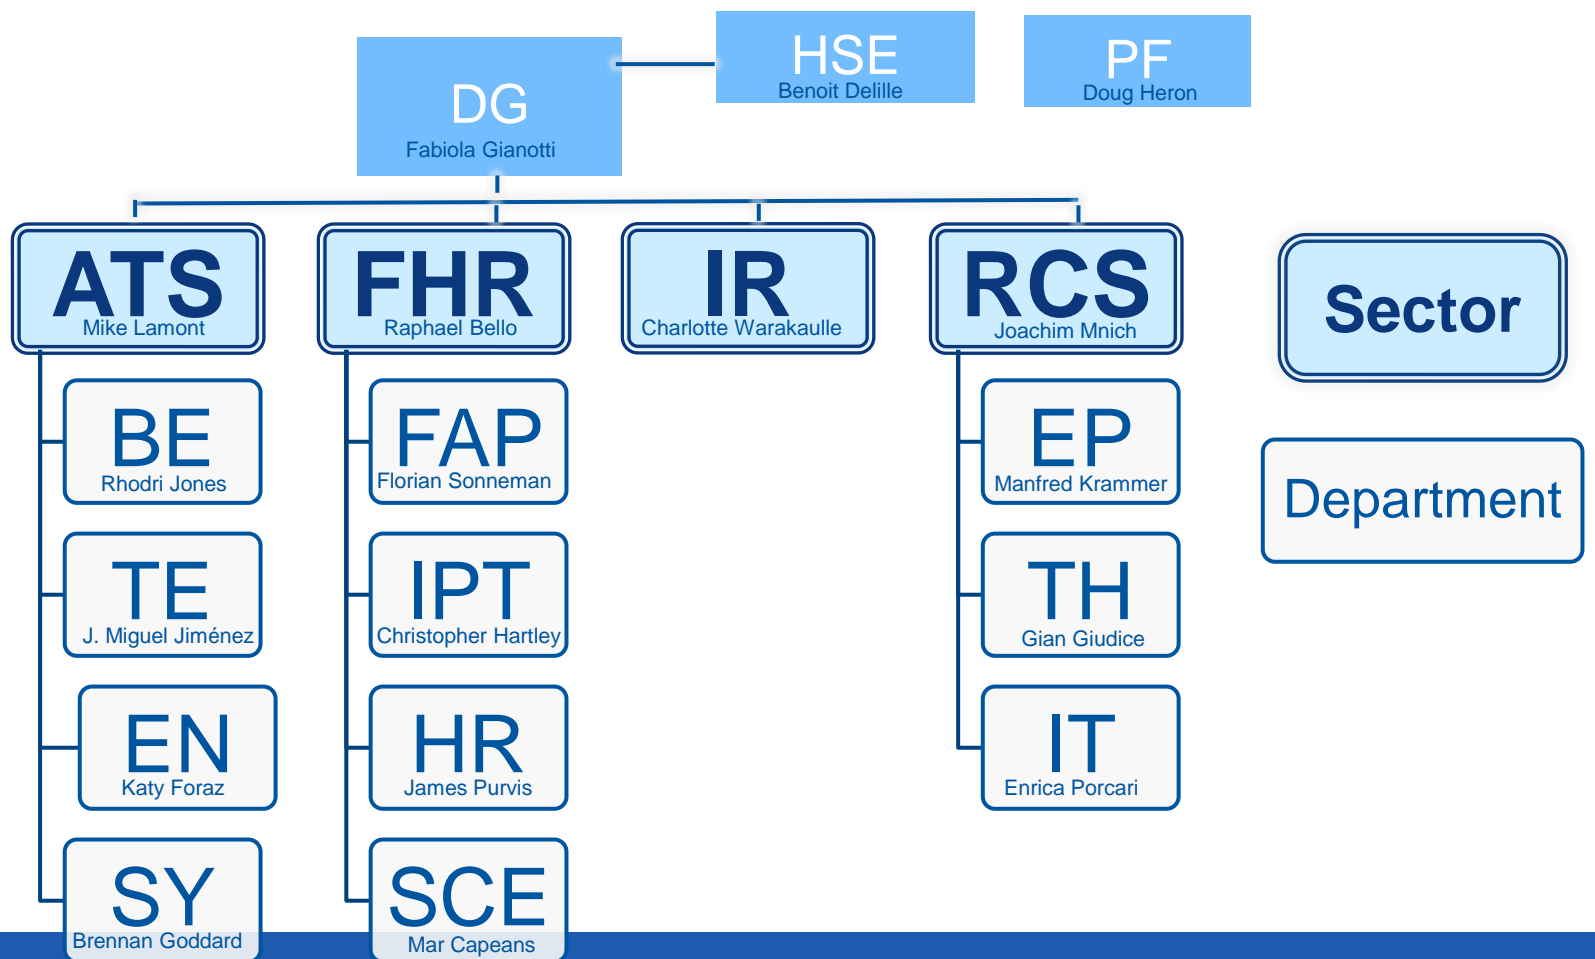 DG
Fabiola Gianotti
HSE
Benoit Delille
PF
Doug Heron
ATS
Mike Lamont
FHR
Raphael Bello
IR
Charlotte Warakaulle
RCS
Joachim Mnich
Sector
BE
Rhodri Jones
FAP
Florian Sonneman
EP
Manfred Krammer
Department
TE
J. Miguel Jiménez
IPT
Christopher Hartley
TH
Gian Giudice
EN
Katy Foraz
HR
James Purvis
IT
Enrica Porcari
SY
Brennan Goddard
SCE
Mar Capeans